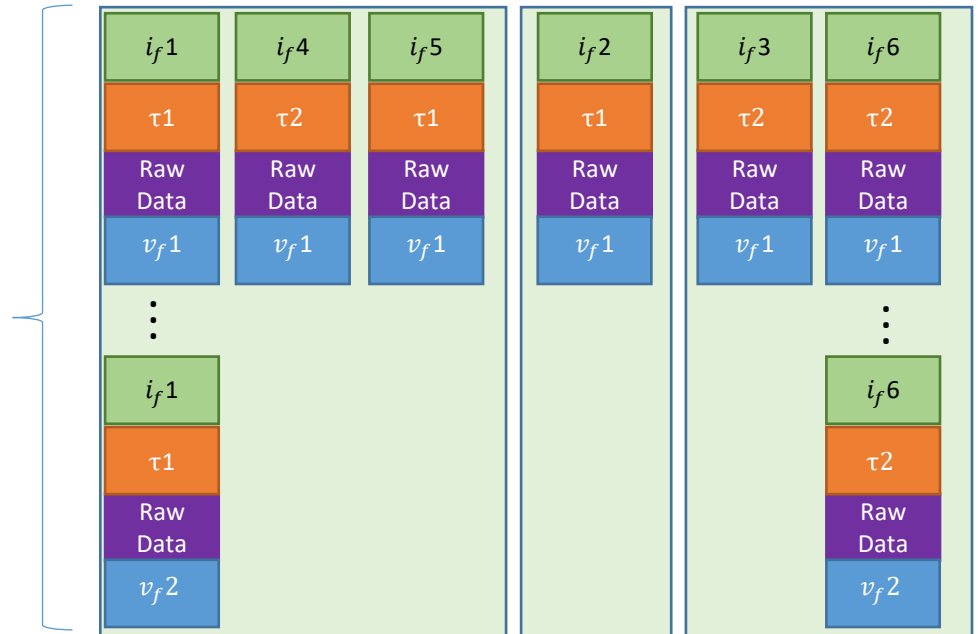 i_f1 i_f4 i_f5 i_f2 i_f3 i_f6
τ1 τ2 τ1 τ1 τ2 τ2
Raw Raw Raw Raw Raw Raw
Data Data Data Data Data Data
v_f1 v_f1 v_f1 v_f1 v_f1 v_f1
⋮ ⋮
i_f1 i_f6
τ1 τ2
Raw Raw
Data Data
v_f2 v_f2